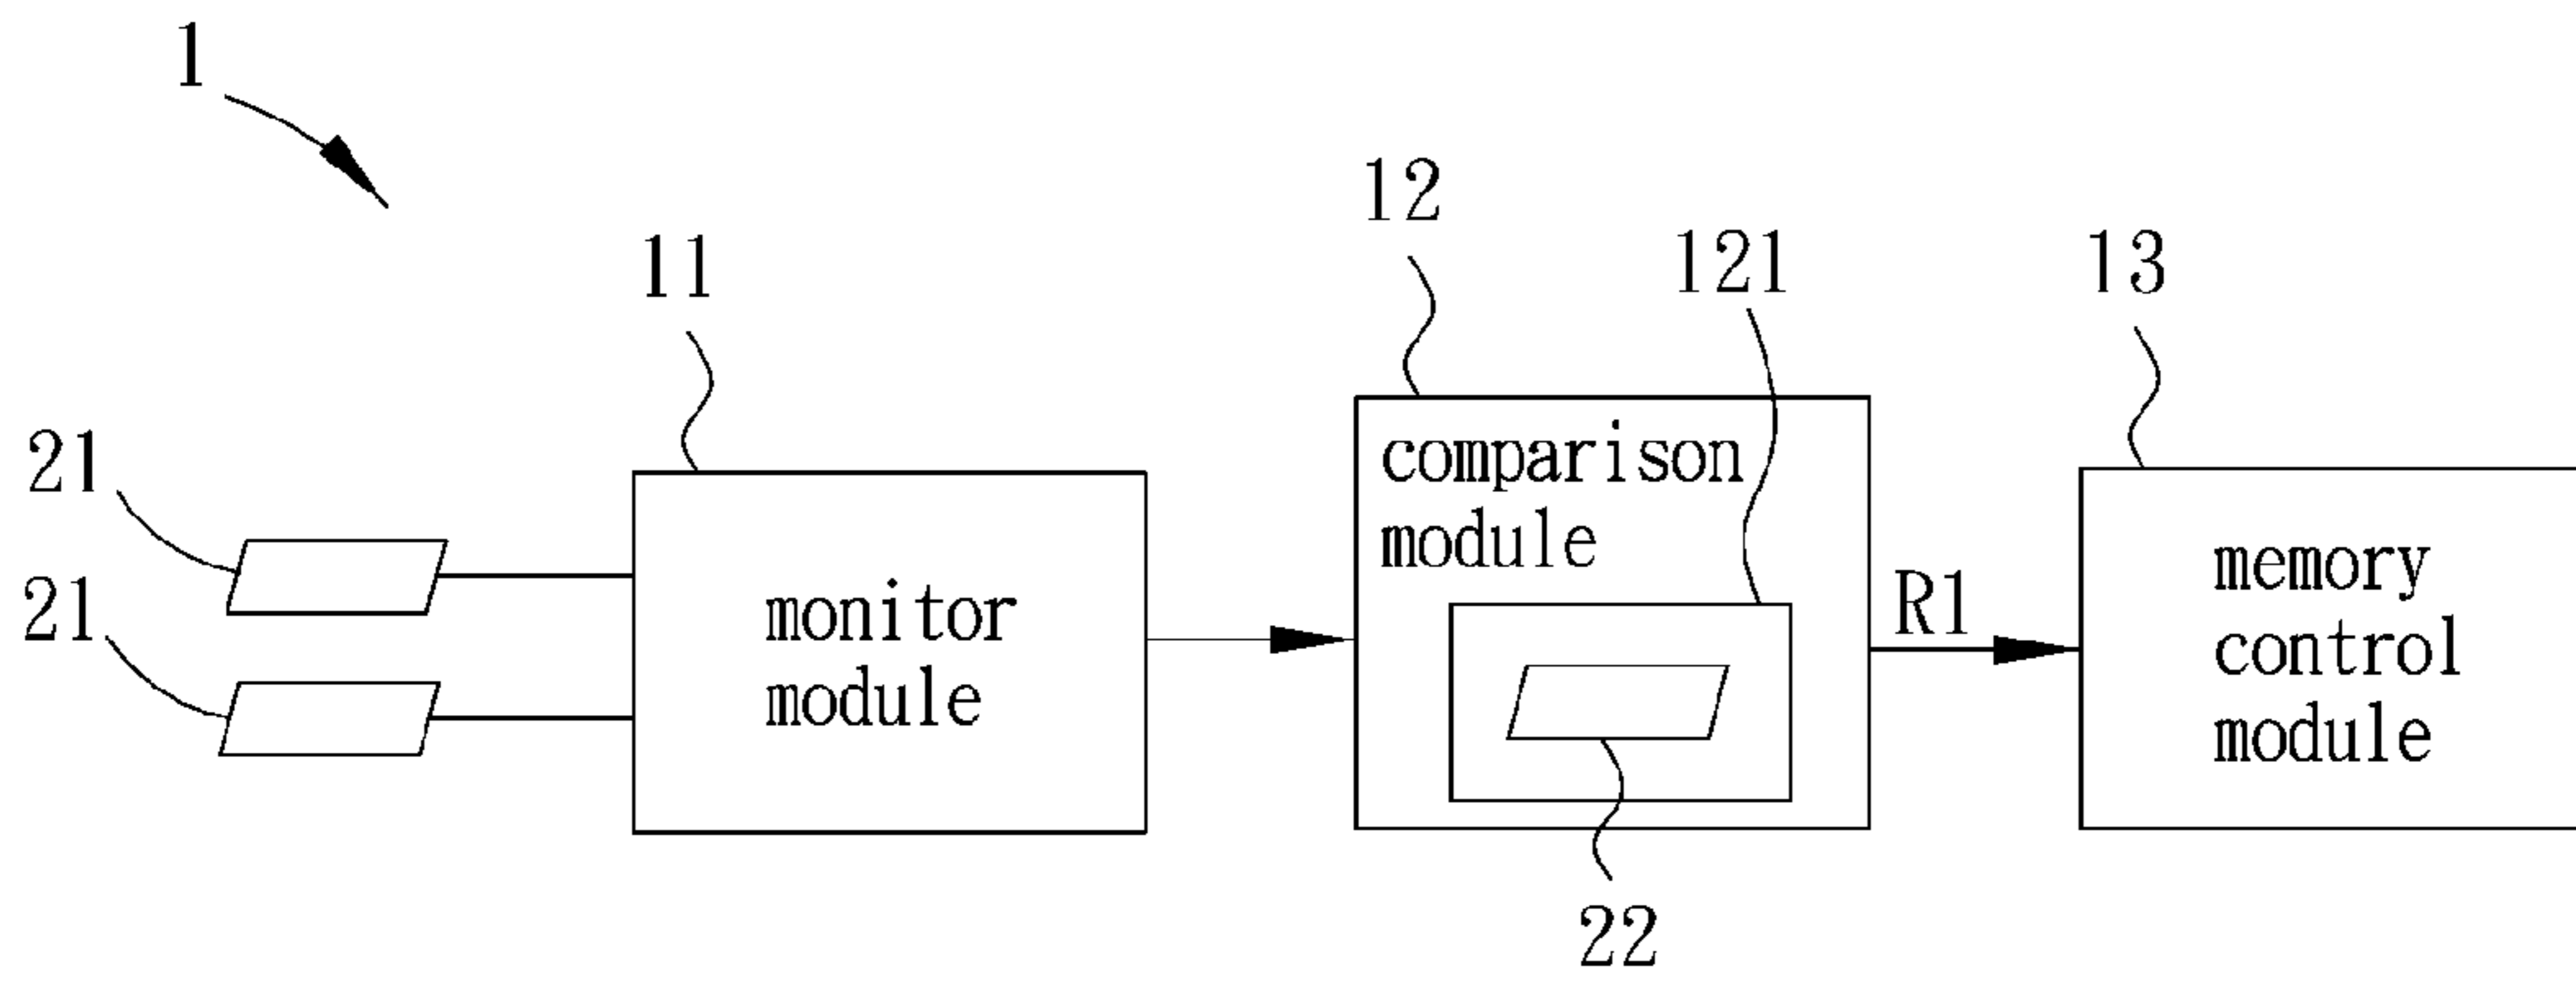 1
12
121
13
11
21
21
monitor
module
comparison
module
R1
memory
control
module
22